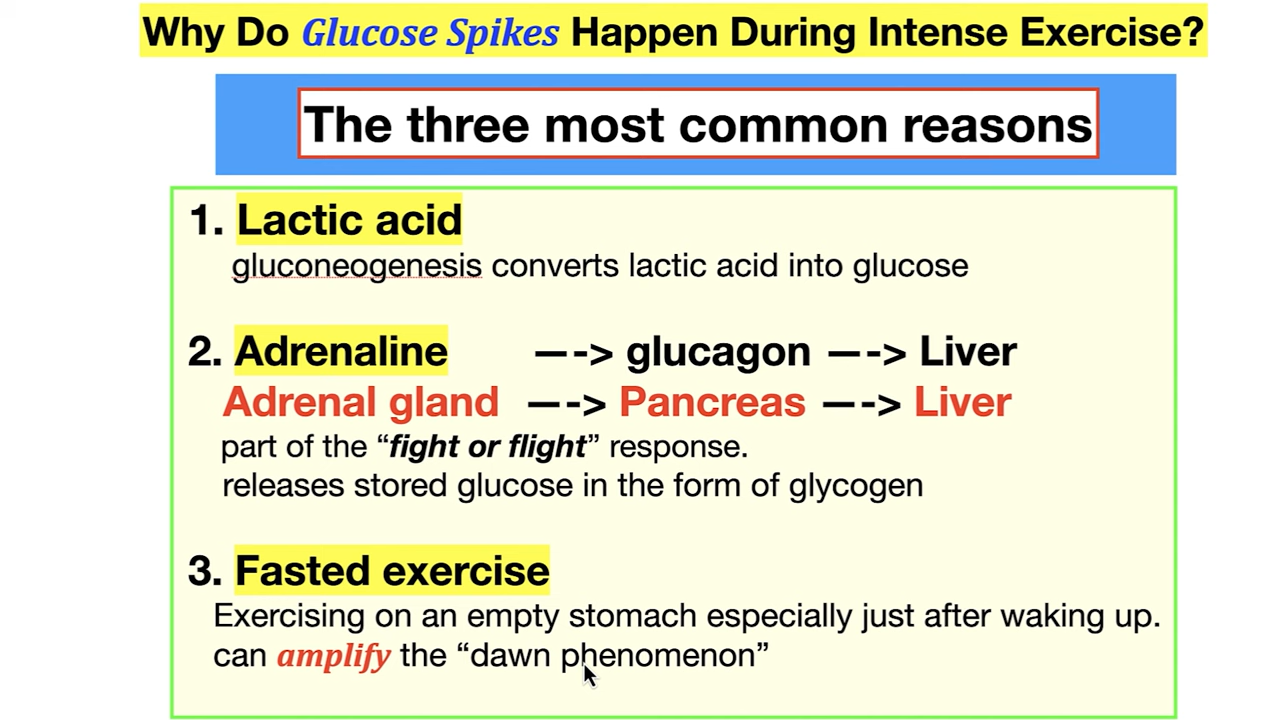 Why Do Glucose Spikes Happen During Intense Exercise?
The three most common reasons
1. Lactic acid
gluconeogenesis converts lactic acid into glucose
2. Adrenaline —-> glucagon —-> Liver
Adrenal gland —-> Pancreas —-> Liver
part of the “fight or flight” response.
releases stored glucose in the form of glycogen
3. Fasted exercise
Exercising on an empty stomach especially just after waking up.
can amplify the “dawn phenomenon”